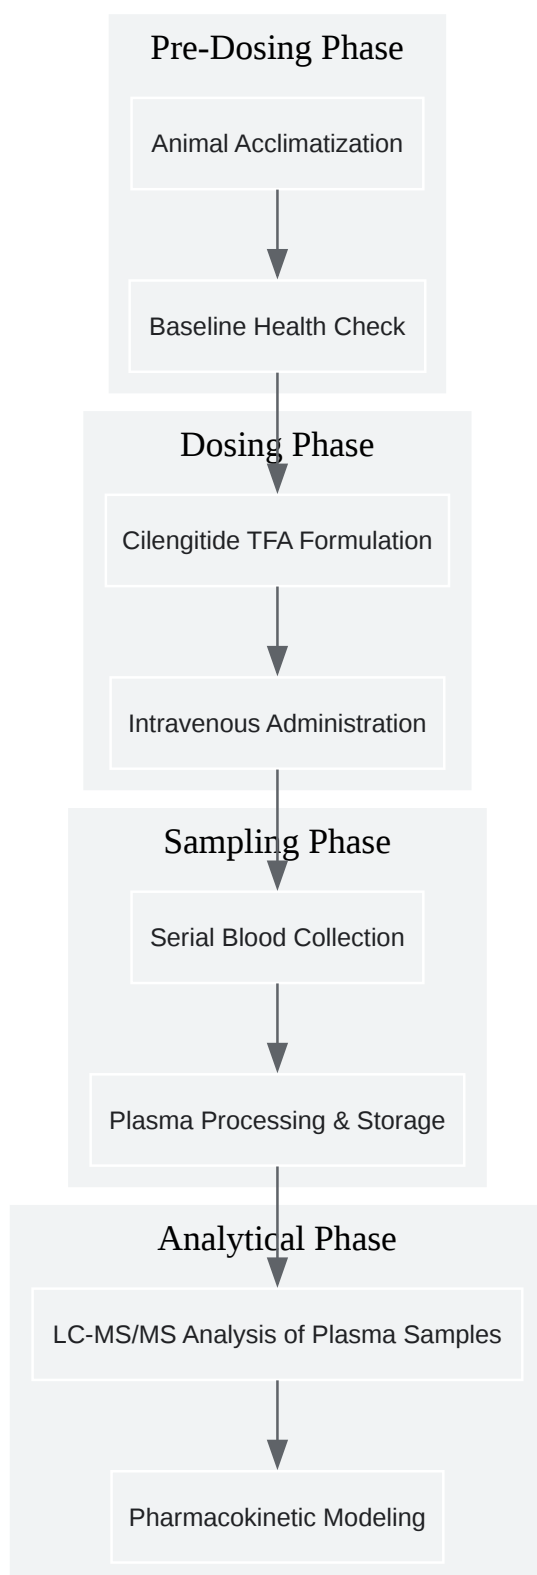 Pre-Dosing Phase
Animal Acclimatization
Baseline Health Check
Dosing Phase
Cilengitide TFA Formulation
Intravenous Administration
Sampling Phase
Serial Blood Collection
Plasma Processing & Storage
Analytical Phase
LC-MS/MS Analysis of Plasma Samples
Pharmacokinetic Modeling